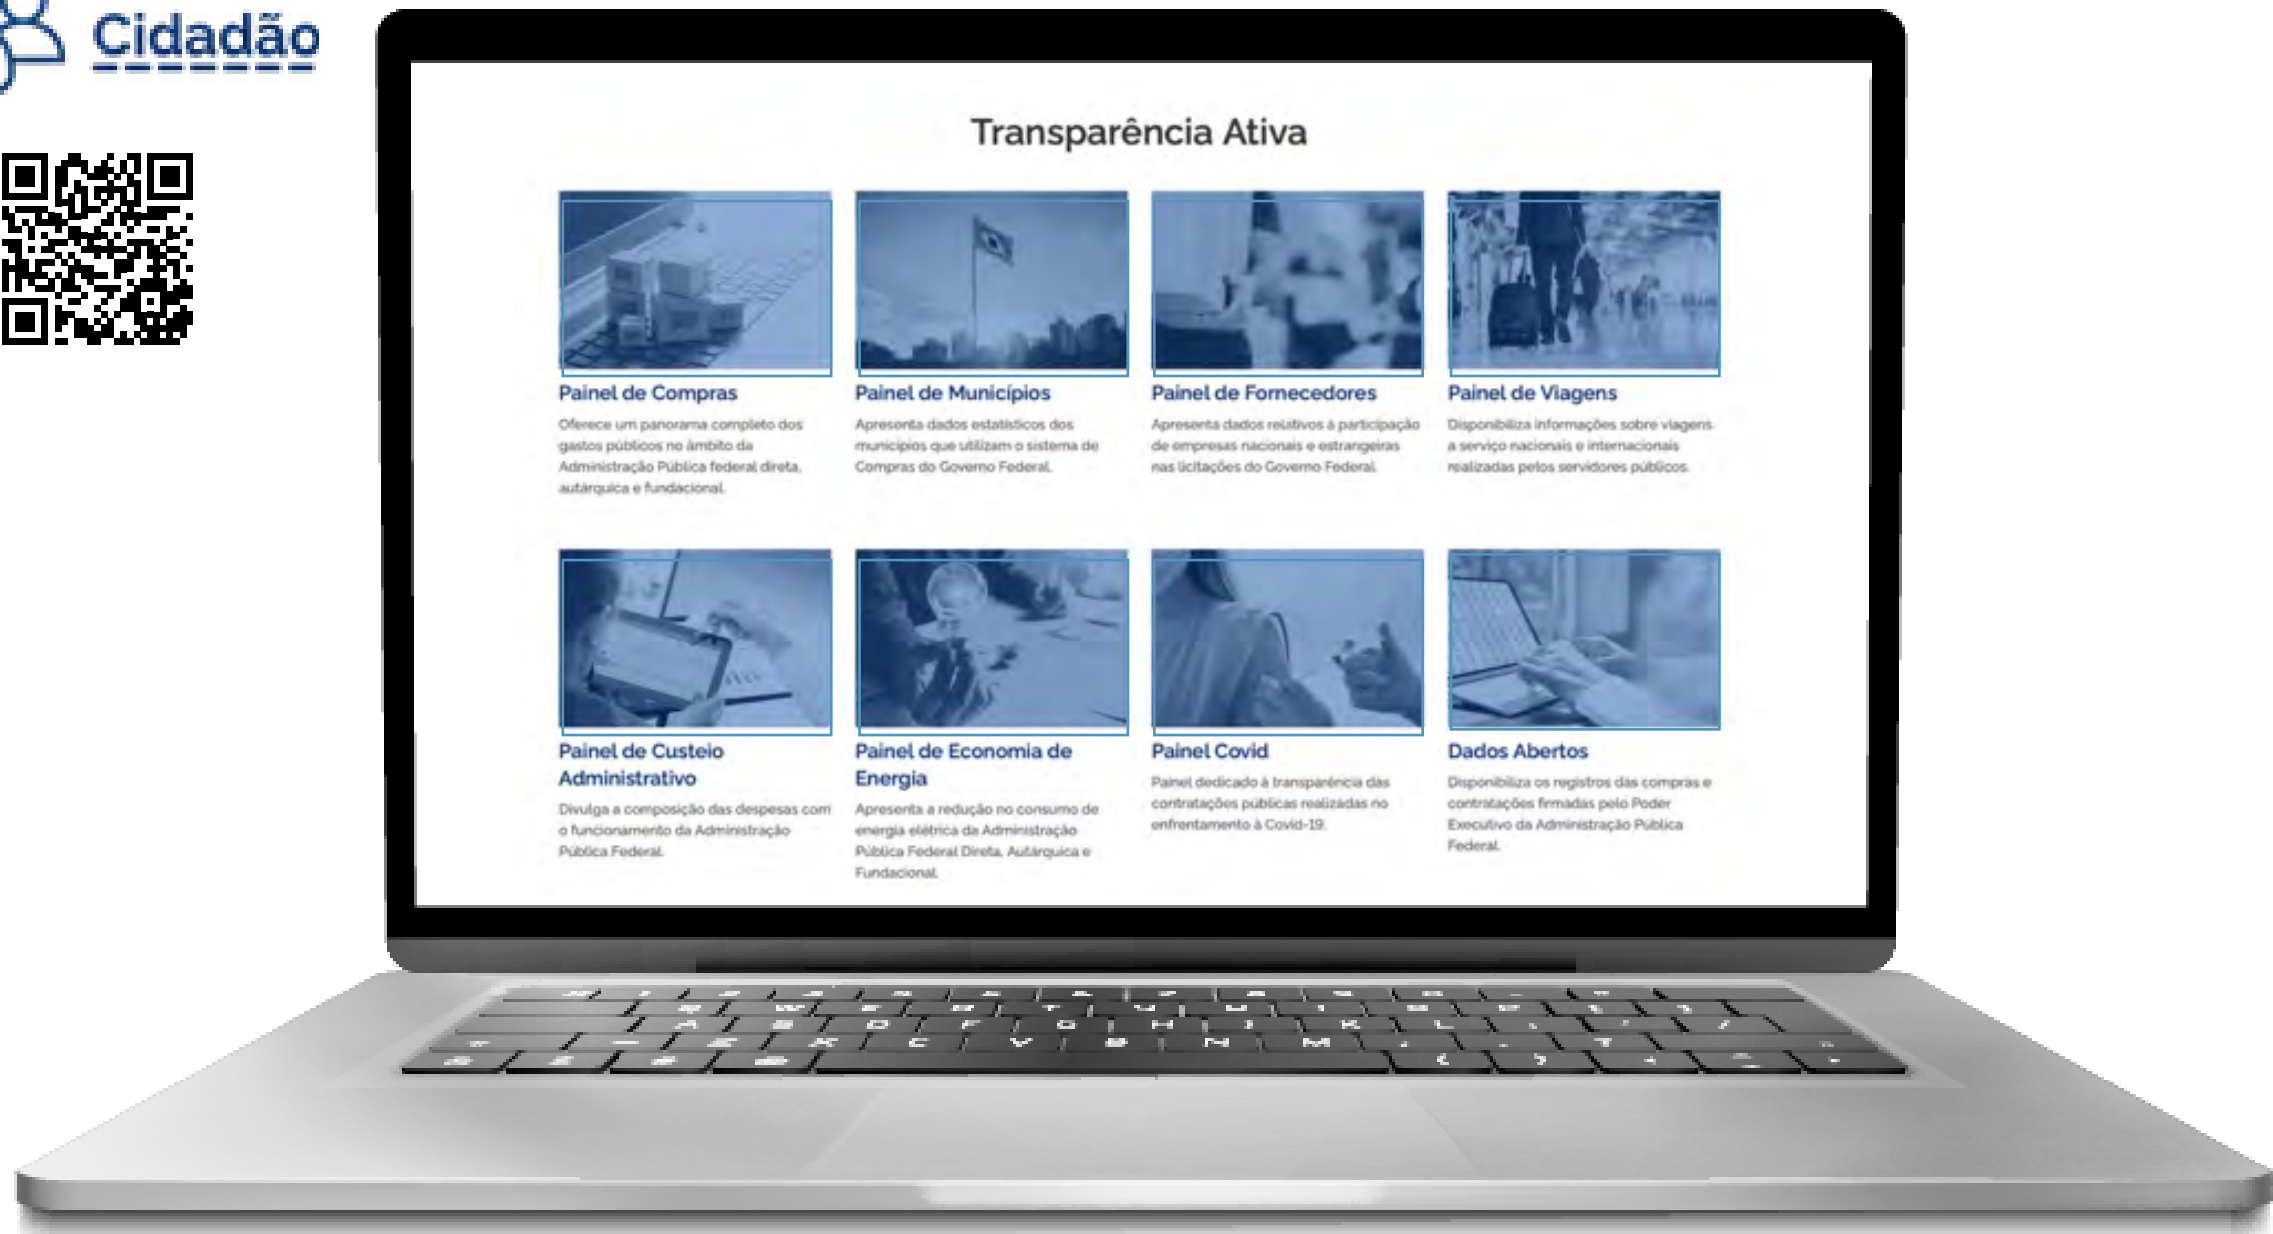 Cidadão
Transparência Ativa
Painel de Compras
Oferece um panorama completo dos
gastos públicos no âmbito da
Administração Pública federal direta,
autárquica e fundacional.
Painel de Municípios
Apresenta dados estatísticos dos
municípios que utilizam o sistema de
Compras do Governo Federal.
Painel de Fornecedores
Apresenta dados relativos à participação
de empresas nacionais e estrangeiras
nas licitações do Governo Federal.
Painel de Viagens
Disponibiliza informações sobre viagens
a serviço nacionais e internacionais
realizadas pelos servidores públicos.
Painel de Custeio
Administrativo
Divulga a composição das despesas com
o funcionamento da Administração
Pública Federal.
Painel de Economia de
Energia
Apresenta a redução no consumo de
energia elétrica da Administração
Pública Federal Direta, Autárquica e
Fundacional.
Painel Covid
Painel dedicado à transparência das
contratações públicas realizadas no
enfrentamento à Covid-19.
Dados Abertos
Disponibiliza os registros das compras e
contratações firmadas pelo Poder
Executivo da Administração Pública
Federal.